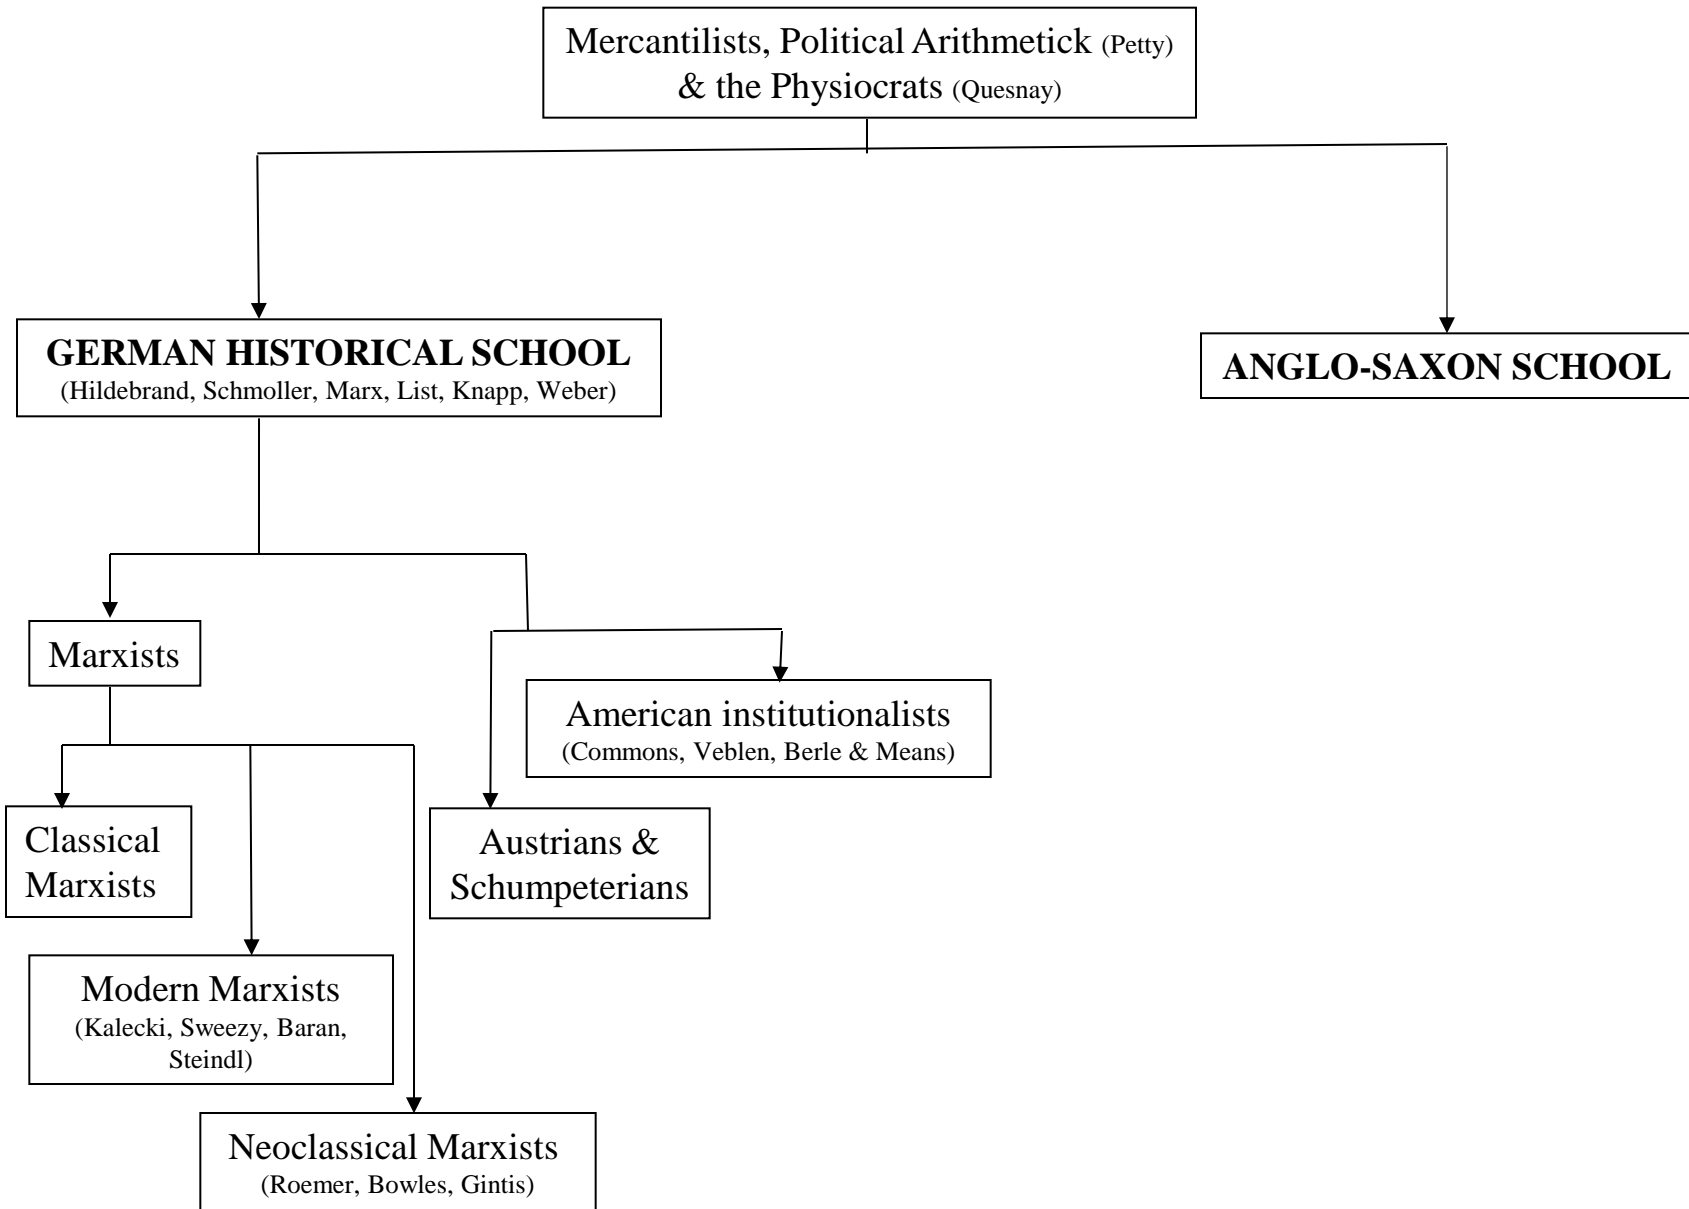 Mercantilists, Political Arithmetick (Petty)
& the Physiocrats (Quesnay)
GERMAN HISTORICAL SCHOOL
(Hildebrand, Schmoller, Marx, List, Knapp, Weber)
ANGLO-SAXON SCHOOL
Marxists
American institutionalists
(Commons, Veblen, Berle & Means)
Classical
Marxists
Austrians &
Schumpeterians
Modern Marxists
(Kalecki, Sweezy, Baran,
Steindl)
Neoclassical Marxists
(Roemer, Bowles, Gintis)